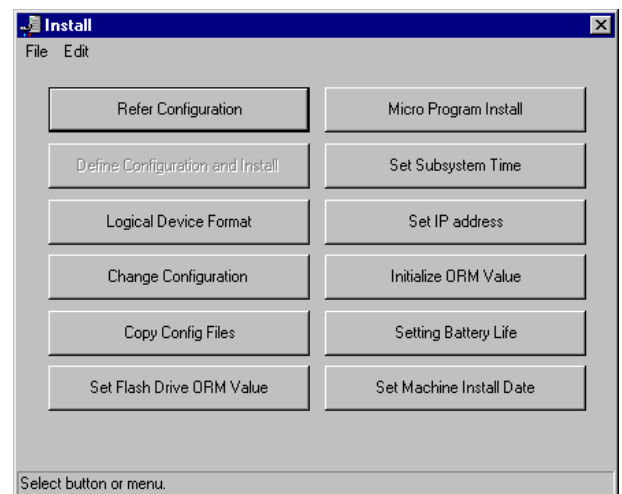 Install
File Edit
Refer Configuration
Micro Program Install
Define Configuration and Install
Set Subsystem Time
Logical Device Format
Set IP address
Change Configuration
Initialize ORM Value
Copy Config Files
Setting Battery Life
Set Flash Drive ORM Value
Set Machine Install Date
Select button or menu.